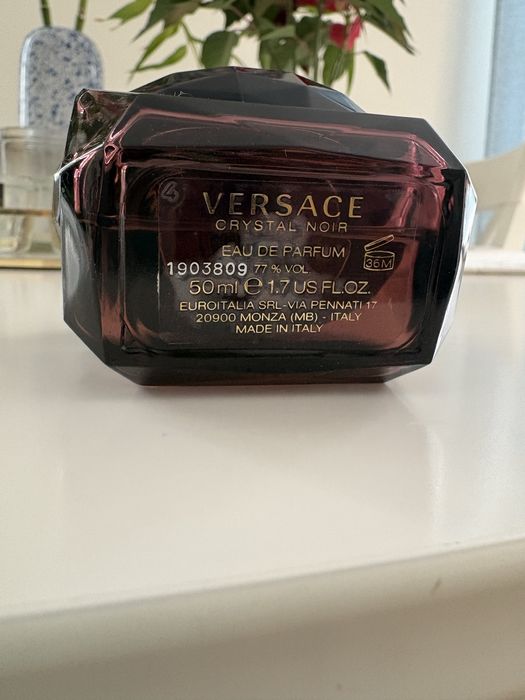 VERSACE
CRYSTAL NOIR
EAU DE PARFUM
1903809 77 % VOL.
36M
50 ml ℮ 1.7 US FL.OZ.
EUROITALIA SRL-VIA PENNATI 17
20900 MONZA (MB) - ITALY
MADE IN ITALY
4